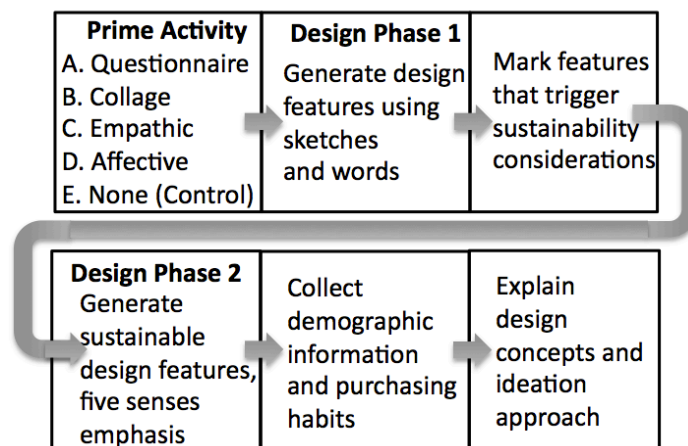 Prime Activity
A. Questionnaire
B. Collage
C. Empathic
D. Affective
E. None (Control)
Design Phase 1
Generate design
features using
sketches
and words
Mark features
that trigger
sustainability
considerations
Design Phase 2
Generate
sustainable
design features,
five senses
emphasis
Collect
demographic
information
and purchasing
habits
Explain
design
concepts and
ideation
approach